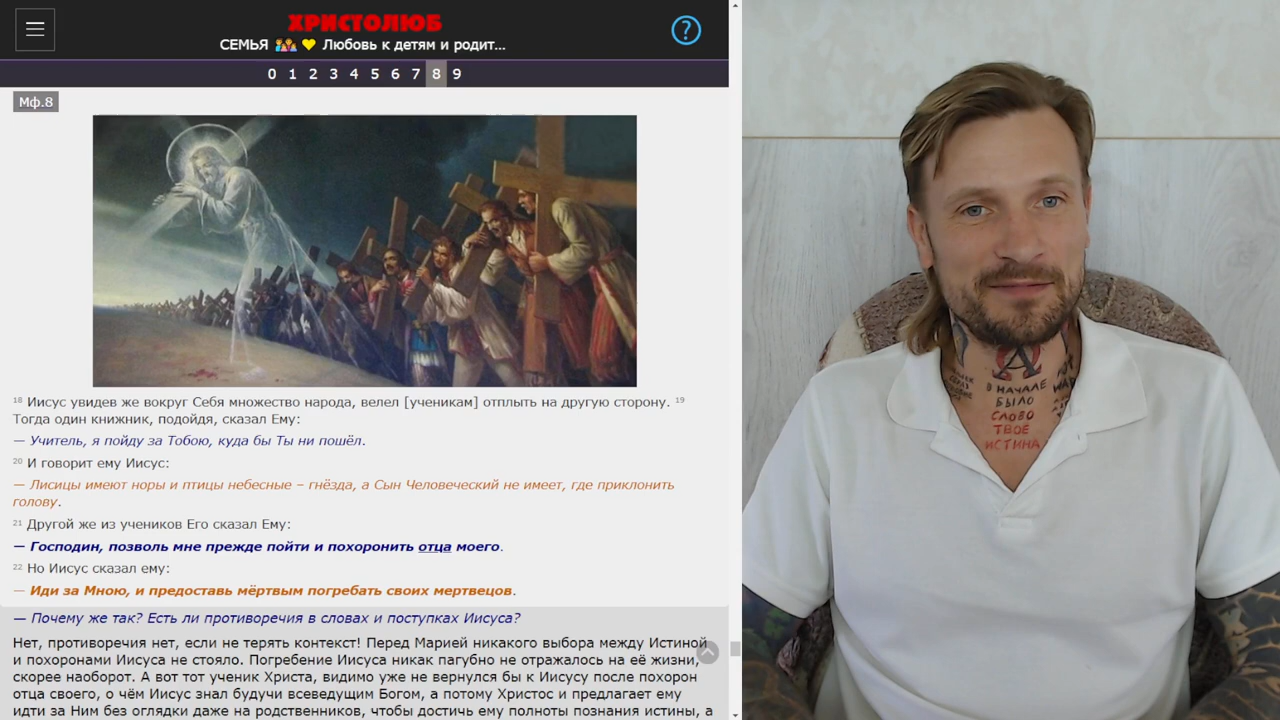 ХРИСТОЛЮБ
СЕМЬЯ 👨‍👩‍👧‍👦 💛 Любовь к детям и родит...
0 1 2 3 4 5 6 7 8 9
Мф.8
18 Иисус увидев же вокруг Себя множество народа, велел [ученикам] отплыть на другую сторону. 19
Тогда один книжник, подойдя, сказал Ему:
— Учитель, я пойду за Тобою, куда бы Ты ни пошёл.
20 И говорит ему Иисус:
— Лисицы имеют норы и птицы небесные – гнёзда, а Сын Человеческий не имеет, где приклонить
голову.
21 Другой же из учеников Его сказал Ему:
— Господин, позволь мне прежде пойти и похоронить отца моего.
22 Но Иисус сказал ему:
— Иди за Мною, и предоставь мёртвым погребать своих мертвецов.
— Почему же так? Есть ли противоречия в словах и поступках Иисуса?
Нет, противоречия нет, если не терять контекст! Перед Марией никакого выбора между Истиной
и похоронами Иисуса не стояло. Погребение Иисуса никак пагубно не отражалось на её жизни,
скорее наоборот. А вот тот ученик Христа, видимо уже не вернулся бы к Иисусу после похорон
отца своего, о чём Иисус знал будучи всеведущим Богом, а потому Христос и предлагает ему
идти за Ним без оглядки даже на родственников, чтобы достичь ему полноты познания истины, а
В НАЧАЛЕ
БЫЛО
СЛОВО
ТВОЁ
ИСТИНА